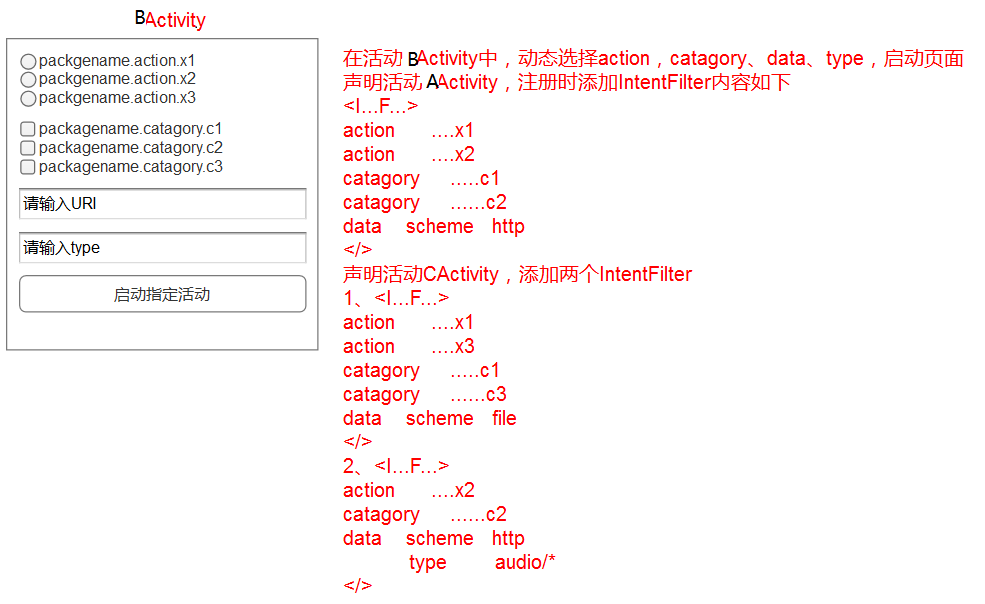 BActivity
packgename.action.x1
packgename.action.x2
packgename.action.x3
packagename.catagory.c1
packagename.catagory.c2
packagename.catagory.c3
请输入URI
请输入type
启动指定活动
在活动 BActivity中，动态选择action，catagory、data、type，启动页面
声明活动 AActivity，注册时添加IntentFilter内容如下
<I...F...>
action ....x1
action ....x2
catagory .....c1
catagory ......c2
data scheme http
</>
声明活动CActivity，添加两个IntentFilter
1、<I...F...>
action ....x1
action ....x3
catagory .....c1
catagory ......c3
data scheme file
</>
2、<I...F...>
action ....x2
catagory ......c2
data scheme http
type audio/*
</>